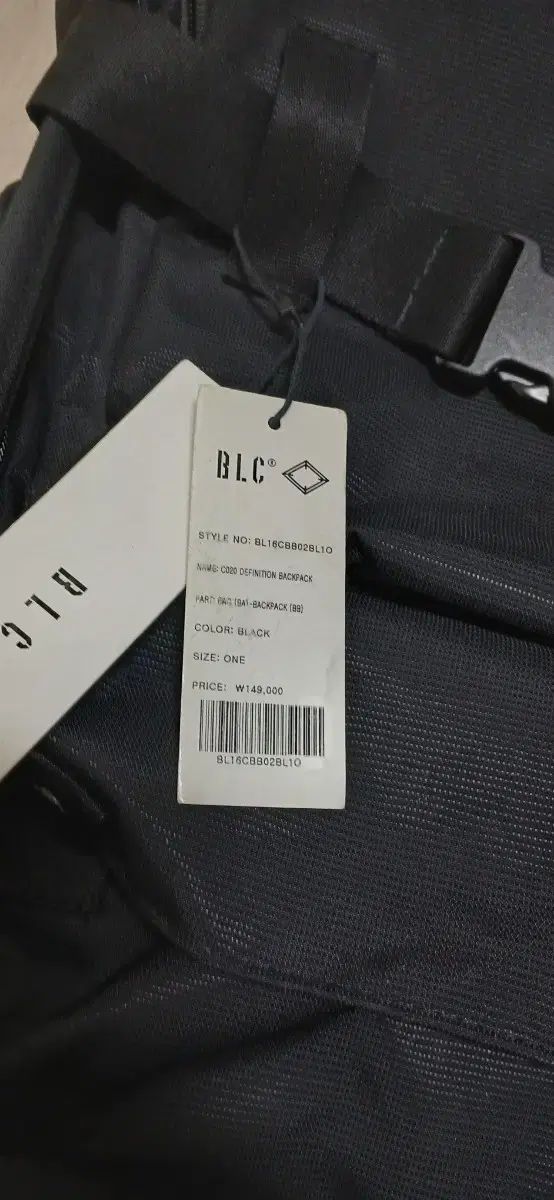 BLC®
STYLE NO: BL16CBB02BL10
NAME: C020 DEFINITION BACKPACK
PART: BAG (BA)-BACKPACK (BB)
COLOR: BLACK
SIZE: ONE
PRICE: ₩149,000
BL16CBB02BL10
BLC